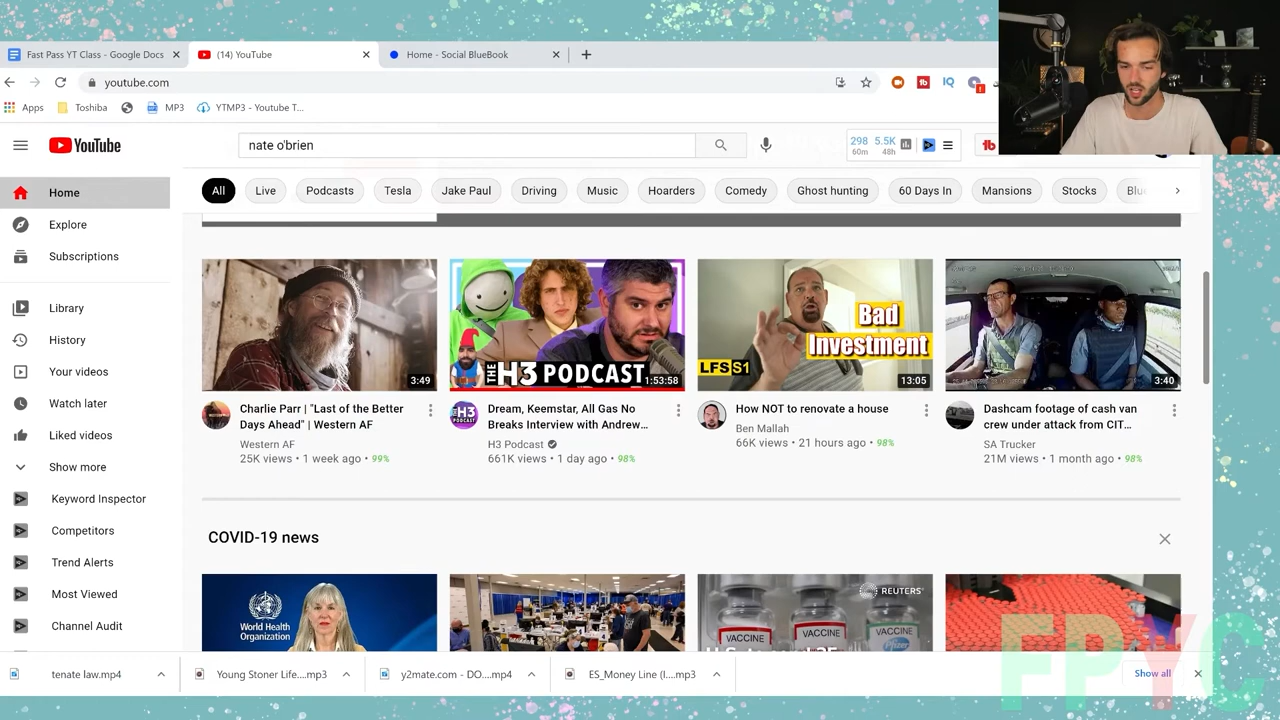 Fast Pass YT Class - Google Docs
(14) YouTube
Home - Social BlueBook
youtube.com
Apps
Toshiba
MP3
YTMP3 - Youtube T...
YouTube
nate o'brien
298 5.5K
60m 48h
All
Live
Podcasts
Tesla
Jake Paul
Driving
Music
Hoarders
Comedy
Ghost hunting
60 Days In
Mansions
Stocks
Home
Explore
Subscriptions
Library
History
Your videos
Watch later
Liked videos
Show more
Keyword Inspector
Competitors
Trend Alerts
Most Viewed
Channel Audit
3:49
THE H3 PODCAST
1:53:58
Bad
Investment
LFS S1
13:05
3:40
Charlie Parr | "Last of the Better
Days Ahead" | Western AF
Western AF
25K views • 1 week ago • 99%
H3
Dream, Keemstar, All Gas No
Breaks Interview with Andrew...
H3 Podcast
661K views • 1 day ago • 98%
How NOT to renovate a house
Ben Mallah
66K views • 21 hours ago • 98%
Dashcam footage of cash van
crew under attack from CIT...
SA Trucker
21M views • 1 month ago • 98%
COVID-19 news
World Health
Organization
REUTERS
VACCINE
VACCINE
VACCINE
tenate law.mp4
Young Stoner Life....mp3
y2mate.com - DO....mp4
ES_Money Line (I....mp3
Show all
FPYC